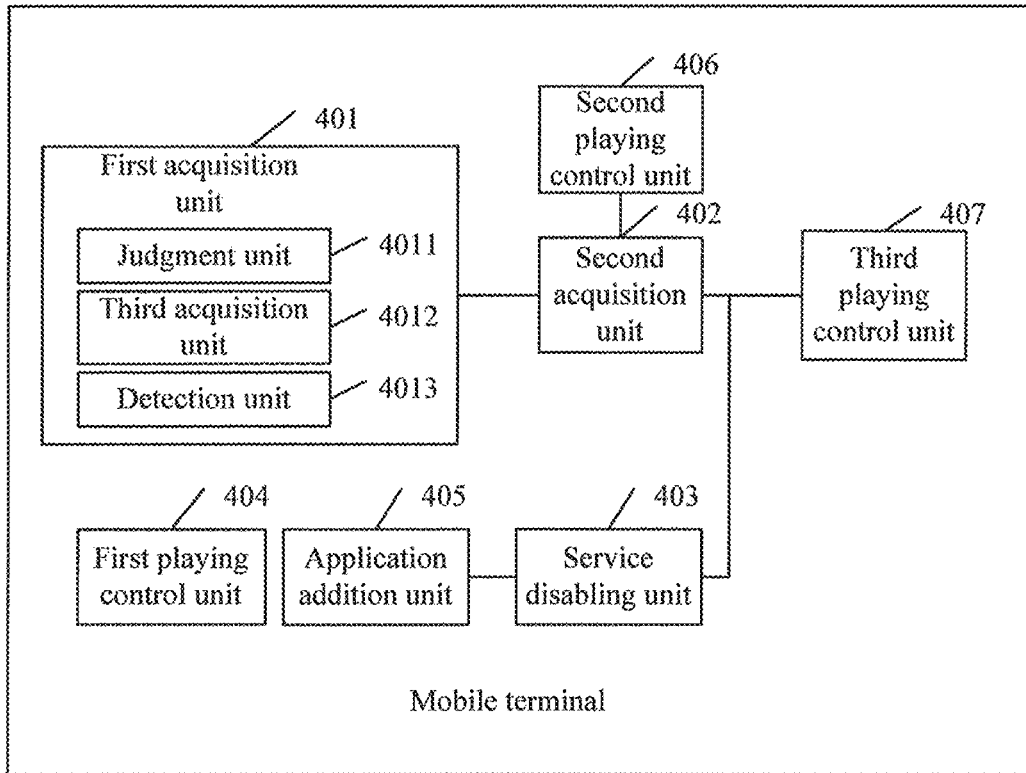 406
Second
playing
control unit
401
First acquisition
unit
Judgment unit
4011
Third acquisition
unit
4012
Detection unit
4013
402
Second
acquisition
unit
407
Third
playing
control unit
404
First playing
control unit
405
Application
addition unit
403
Service
disabling unit
Mobile terminal